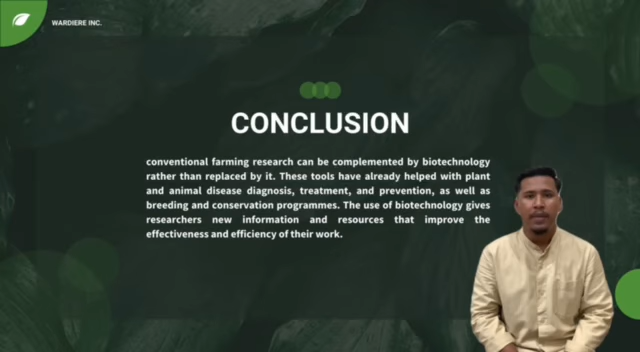 WARDIERE INC.
CONCLUSION
conventional farming research can be complemented by biotechnology
rather than replaced by it. These tools have already helped with plant
and animal disease diagnosis, treatment, and prevention, as well as
breeding and conservation programmes. The use of biotechnology gives
researchers new information and resources that improve the
effectiveness and efficiency of their work.